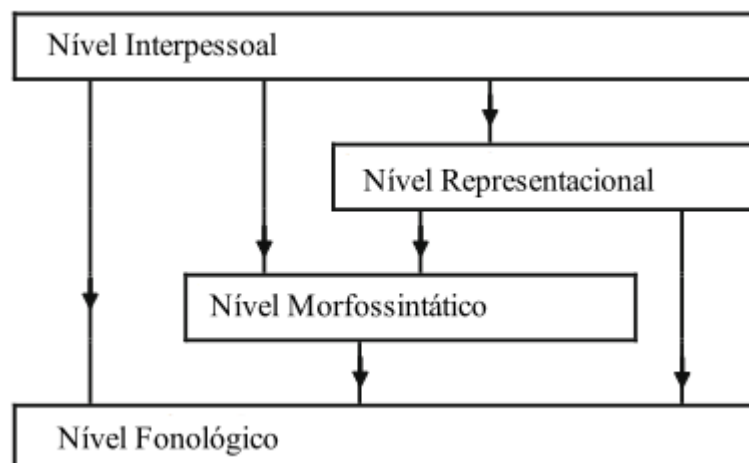 Nível Interpessoal
Nível Representacional
Nível Morfossintático
Nível Fonológico